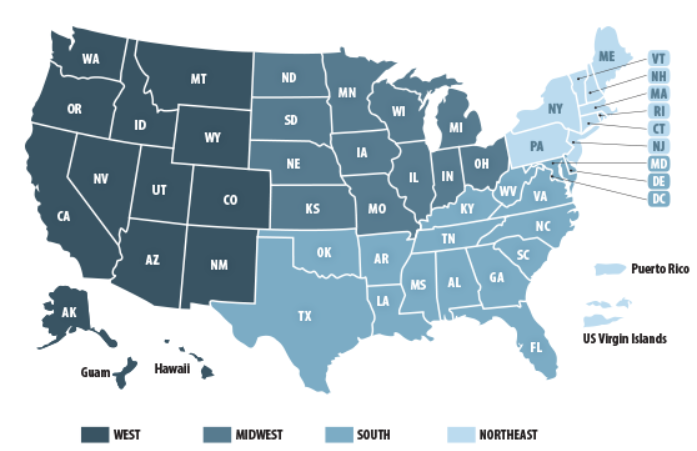 WA
MT
ND
MN
ME
VT
NH
MA
RI
CT
NJ
MD
DE
DC
OR
ID
WY
SD
WI
MI
NY
PA
NV
UT
CO
NE
IA
IL
IN
OH
CA
AZ
NM
KS
MO
KY
WV
VA
OK
AR
TN
NC
SC
TX
LA
MS
AL
GA
FL
AK
Guam
Hawaii
Puerto Rico
US Virgin Islands
WEST
MIDWEST
SOUTH
NORTHEAST